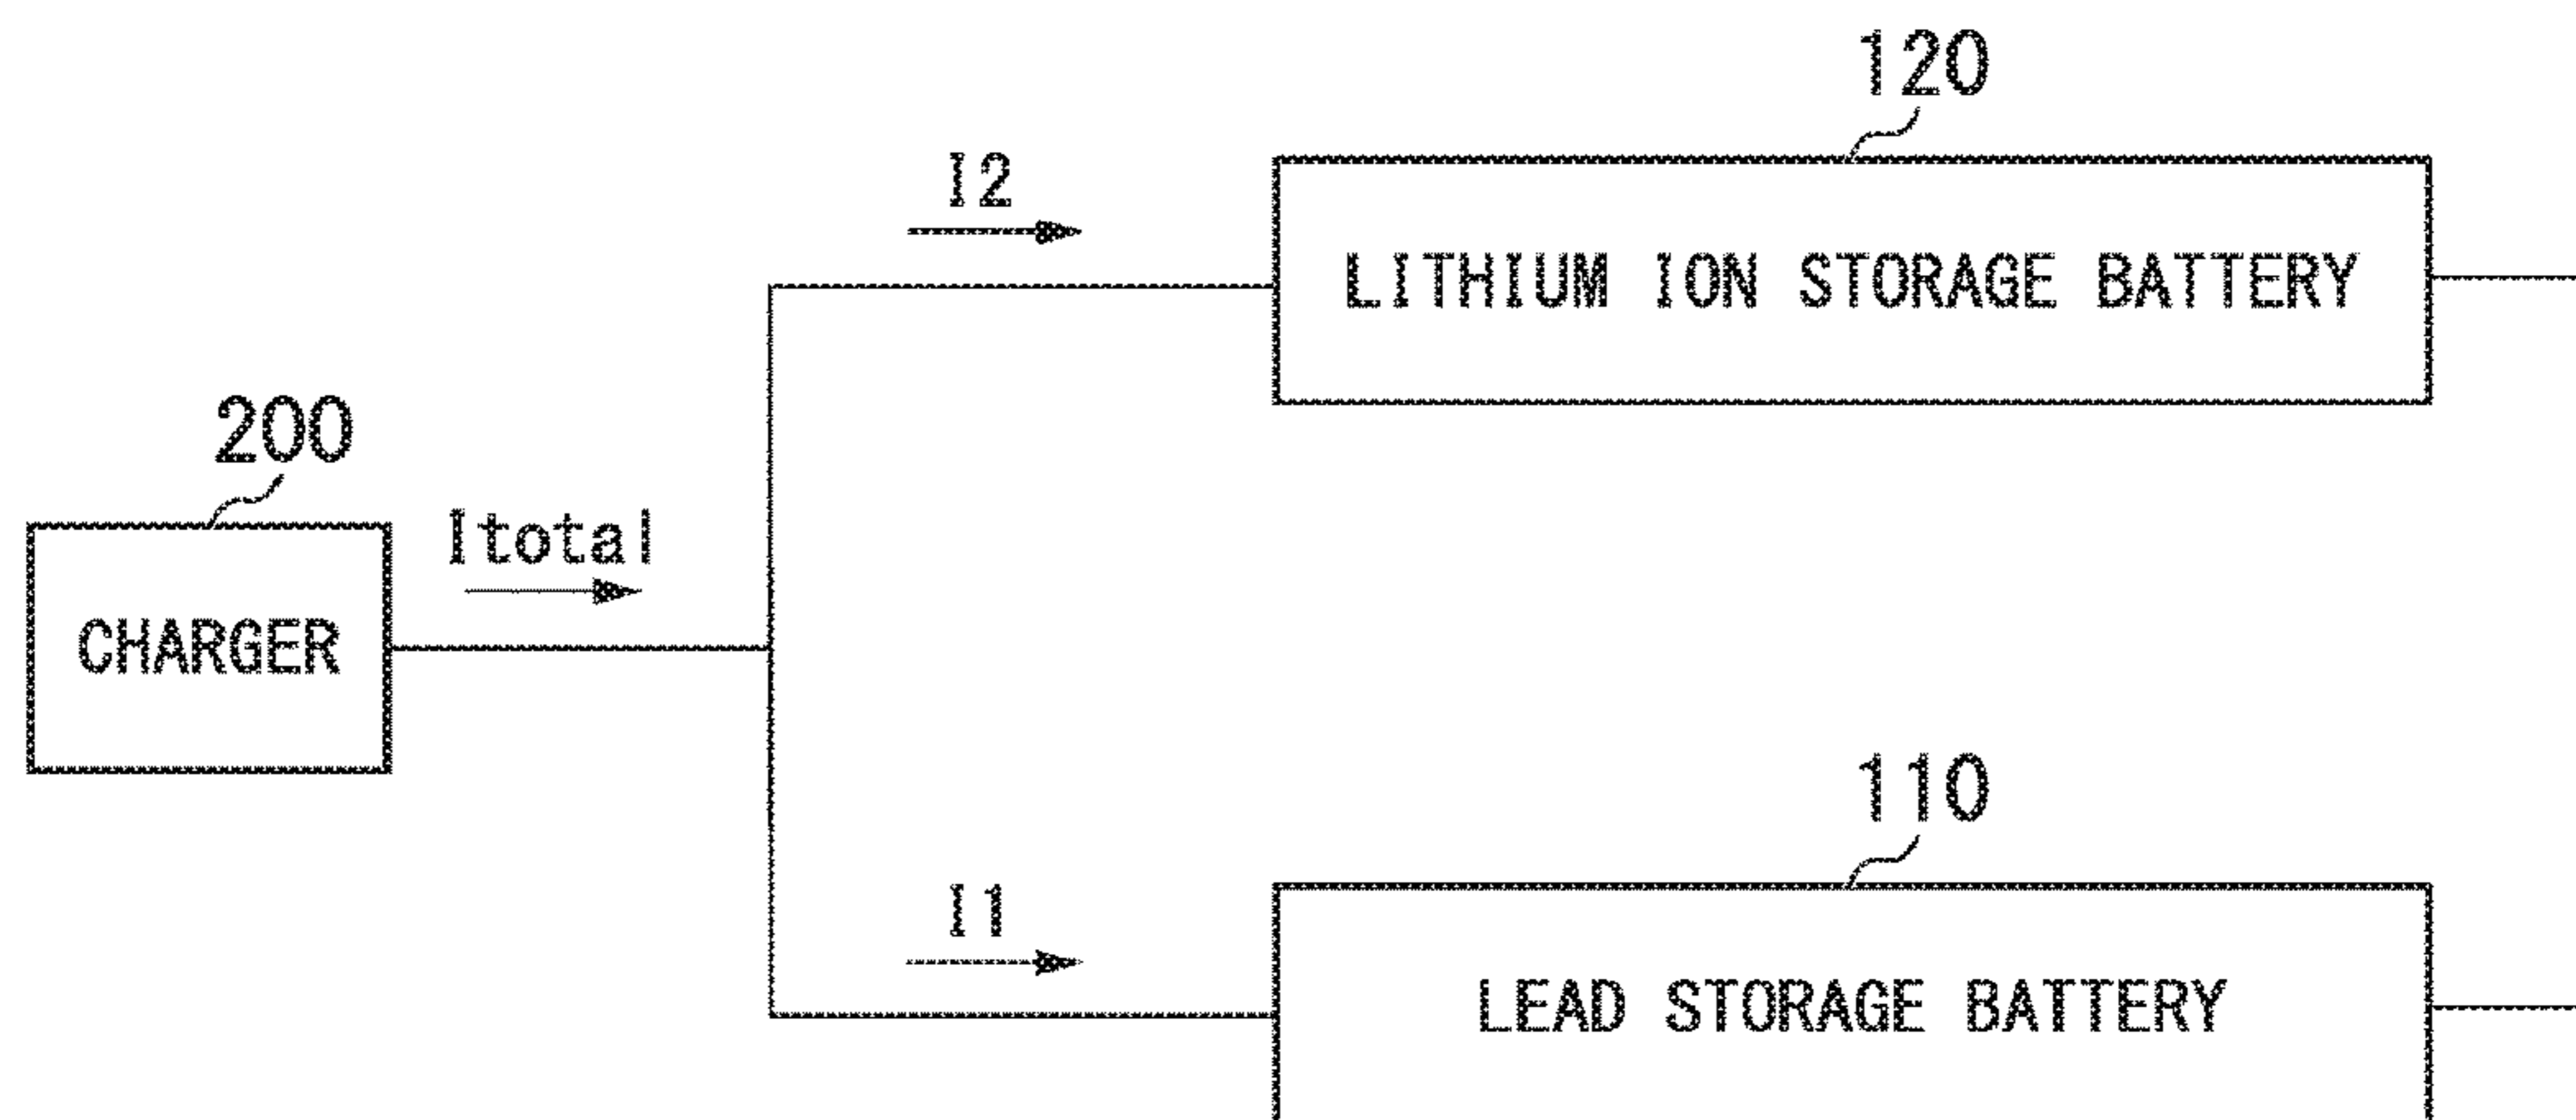 120
I2
LITHIUM ION STORAGE BATTERY
200
Itotal
CHARGER
110
I1
LEAD STORAGE BATTERY